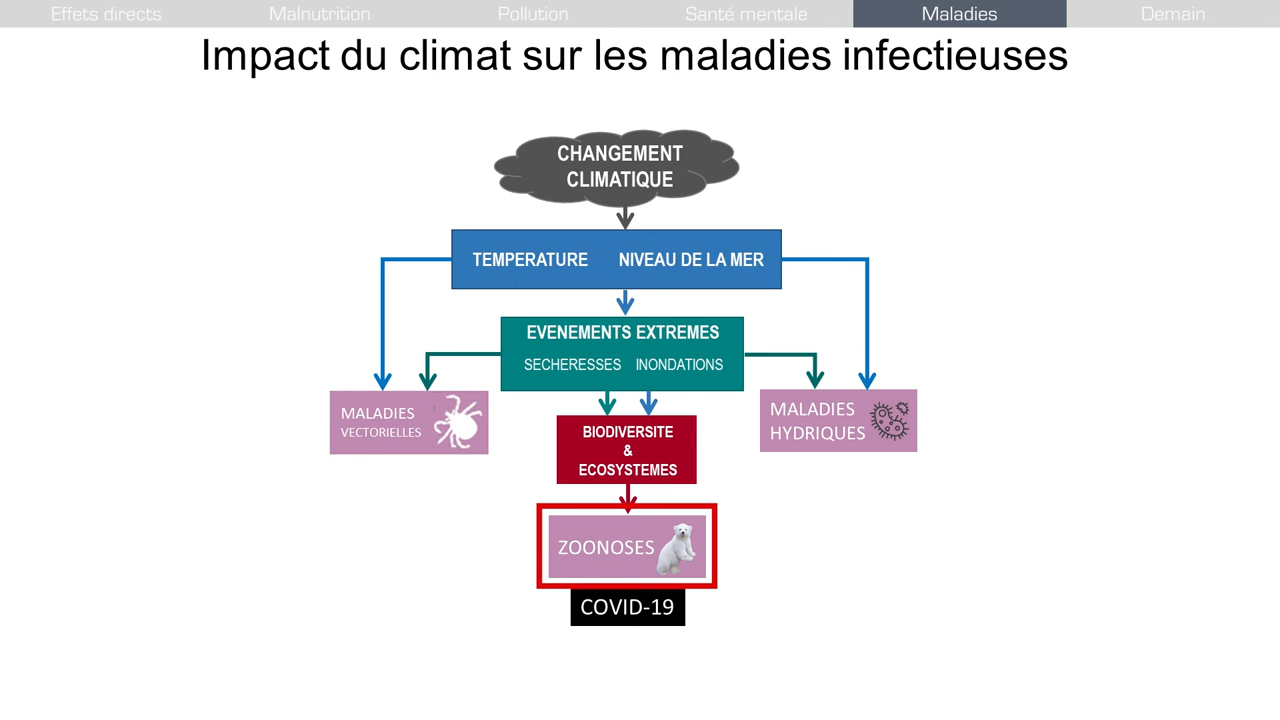 Effets directs
Malnutrition
Pollution
Santé mentale
Maladies
Demain
Impact du climat sur les maladies infectieuses
CHANGEMENT
CLIMATIQUE
TEMPERATURE NIVEAU DE LA MER
EVENEMENTS EXTREMES
SECHERESSES INONDATIONS
MALADIES
VECTORIELLES
MALADIES
HYDRIQUES
BIODIVERSITE
&
ECOSYSTEMES
ZOONOSES
COVID-19